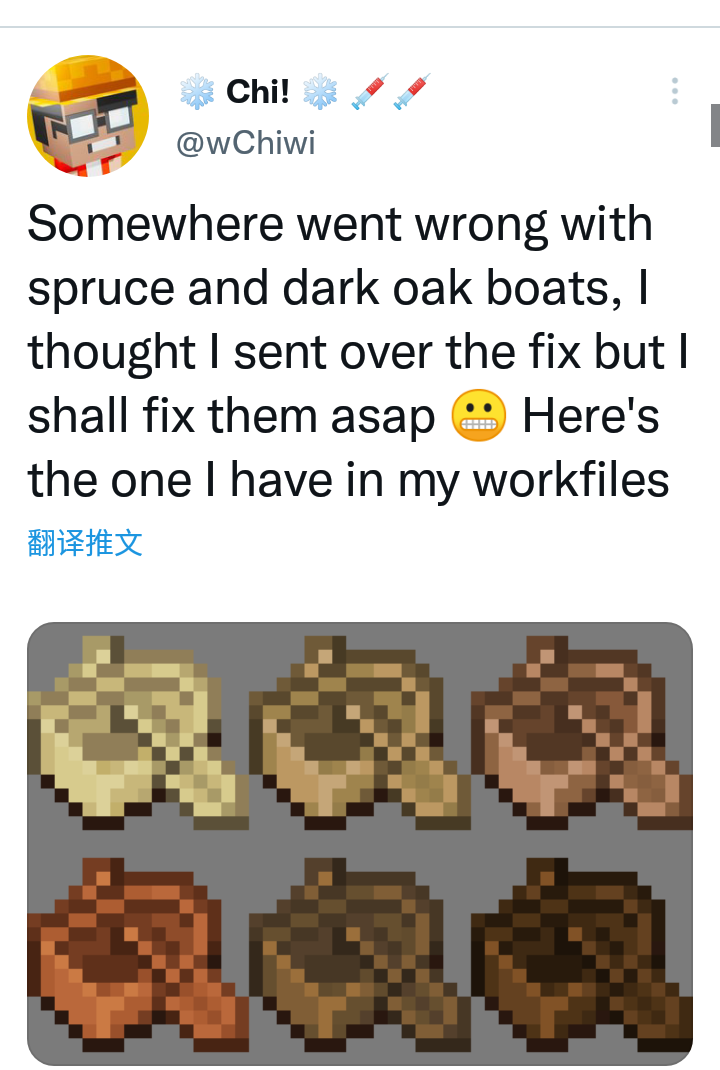 ❄️ Chi! ❄️ 💉💉
@wChiwi
Somewhere went wrong with
spruce and dark oak boats, I
thought I sent over the fix but I
shall fix them asap 😬 Here's
the one I have in my workfiles
翻译推文